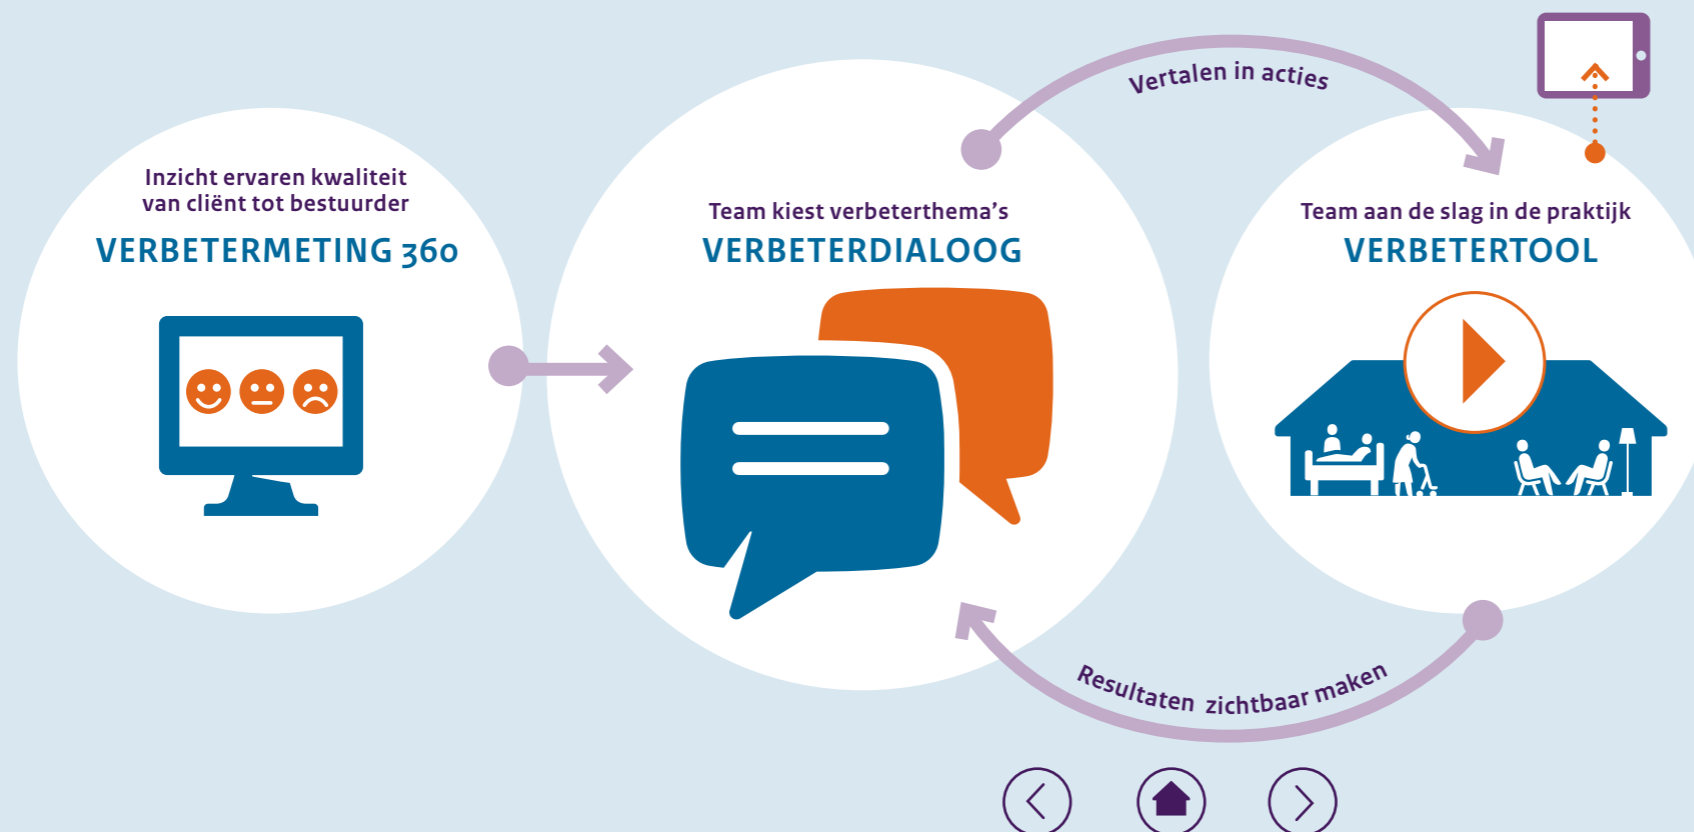 Inzicht ervaren kwaliteit
van cliënt tot bestuurder
VERBETERMETING 360
Team kiest verbeterthema's
VERBETERDIALOOG
Vertalen in acties
Team aan de slag in de praktijk
VERBETERTOOL
Resultaten zichtbaar maken